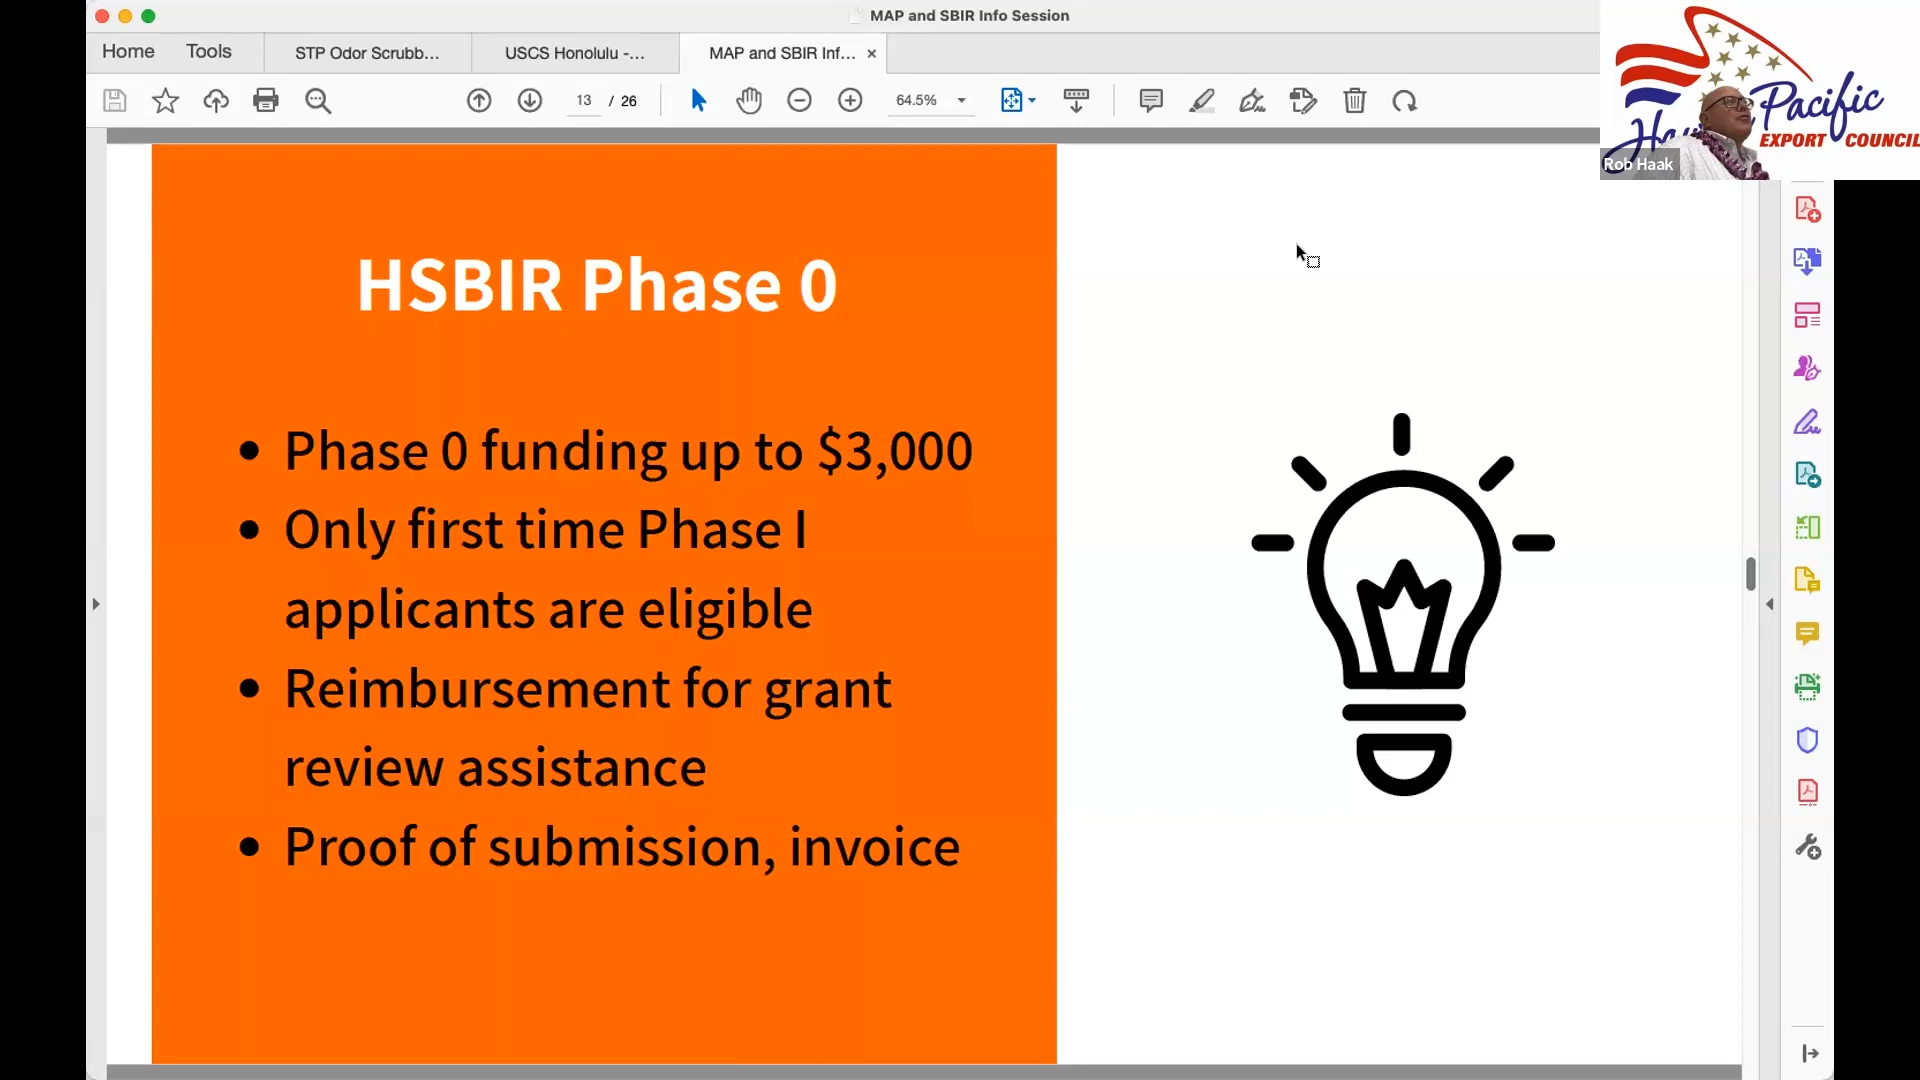 MAP and SBIR Info Session
Home
Tools
STP Odor Scrubb...
USCS Honolulu -...
MAP and SBIR Inf...
13 / 26
64.5%
Pacific
EXPORT COUNCIL
Rob Haak
HSBIR Phase 0
• Phase 0 funding up to $3,000
• Only first time Phase I
applicants are eligible
• Reimbursement for grant
review assistance
• Proof of submission, invoice